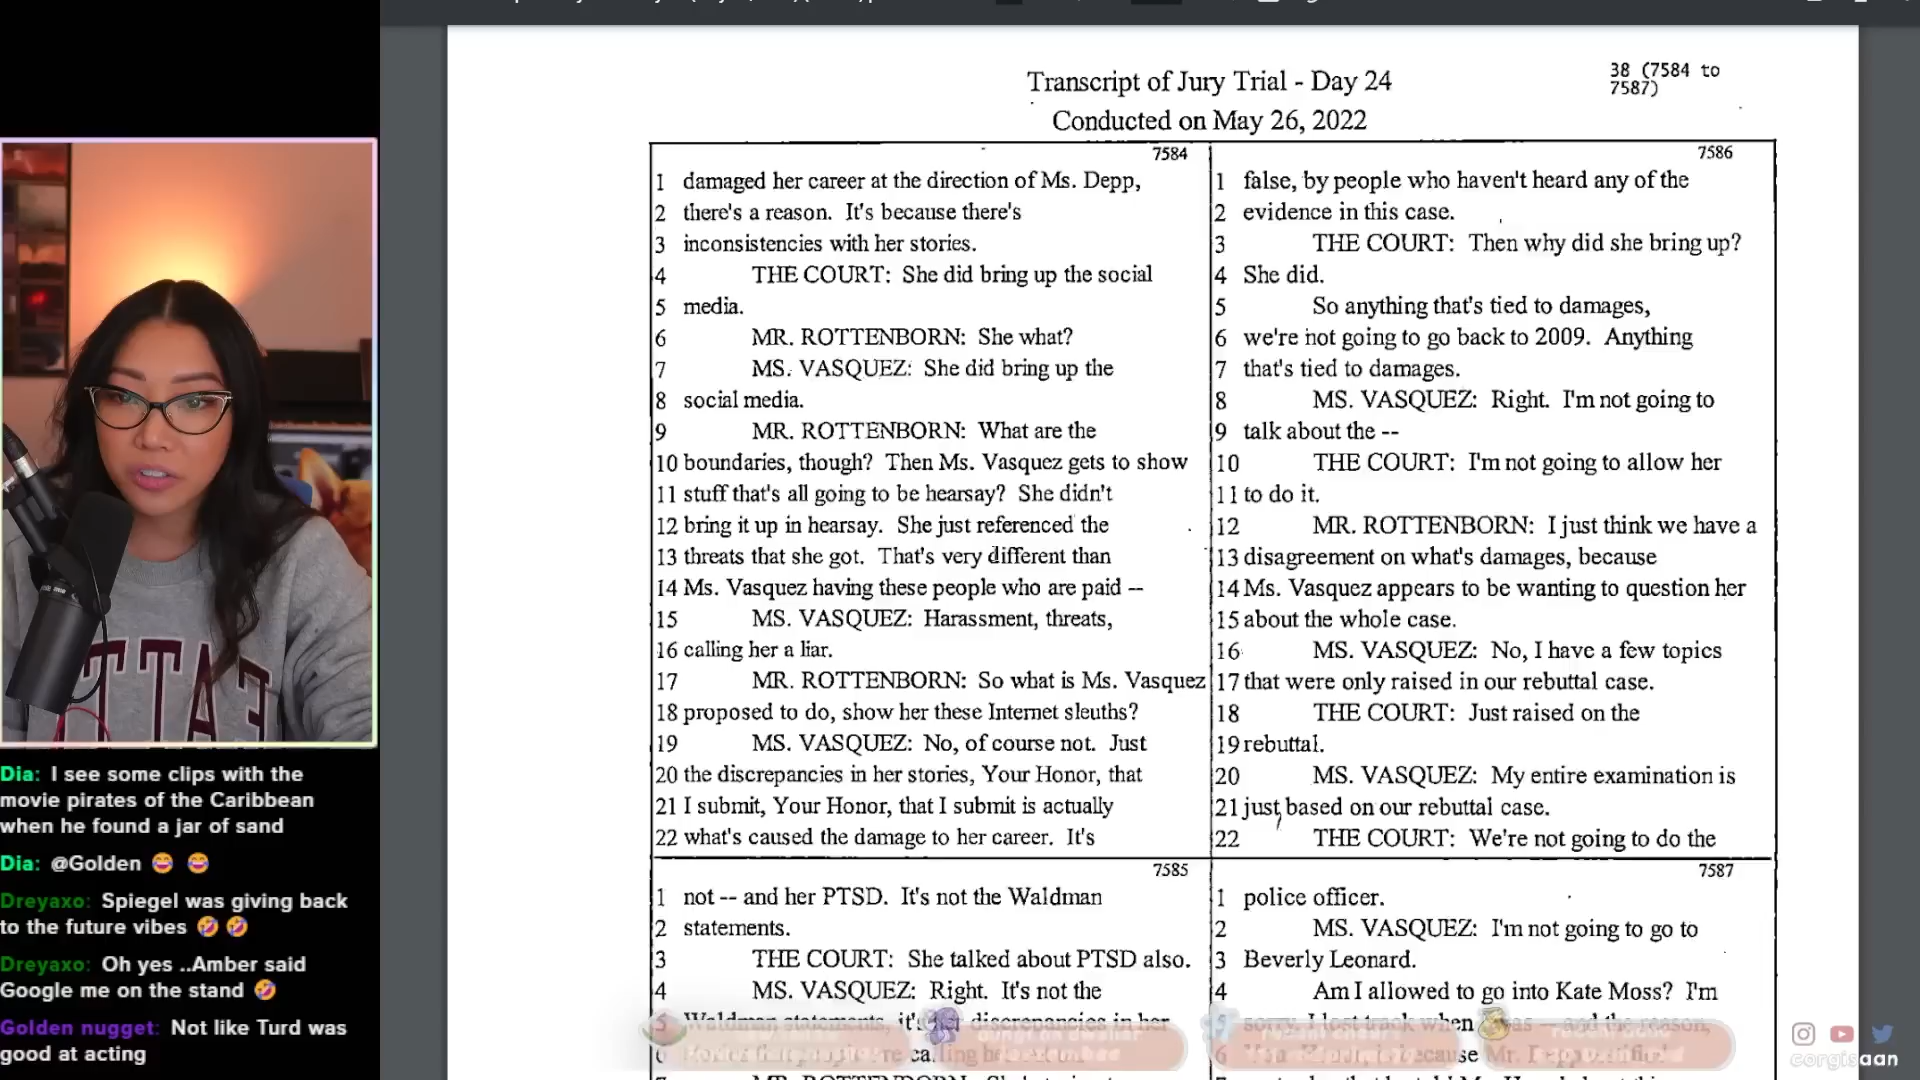 Transcript of Jury Trial - Day 24
Conducted on May 26, 2022
38 (7584 to
7587)
7584
1 damaged her career at the direction of Ms. Depp,
2 there's a reason. It's because there's
3 inconsistencies with her stories.
4 THE COURT: She did bring up the social
5 media.
6 MR. ROTTENBORN: She what?
7 MS. VASQUEZ: She did bring up the
8 social media.
9 MR. ROTTENBORN: What are the
10 boundaries, though? Then Ms. Vasquez gets to show
11 stuff that's all going to be hearsay? She didn't
12 bring it up in hearsay. She just referenced the
13 threats that she got. That's very different than
14 Ms. Vasquez having these people who are paid --
15 MS. VASQUEZ: Harassment, threats,
16 calling her a liar.
17 MR. ROTTENBORN: So what is Ms. Vasquez
18 proposed to do, show her these Internet sleuths?
19 MS. VASQUEZ: No, of course not. Just
20 the discrepancies in her stories, Your Honor, that
21 I submit, Your Honor, that I submit is actually
22 what's caused the damage to her career. It's
7585
1 not -- and her PTSD. It's not the Waldman
2 statements.
3 THE COURT: She talked about PTSD also.
4 MS. VASQUEZ: Right. It's not the
5 Waldman statements, it's her discrepancies in her
6
7586
1 false, by people who haven't heard any of the
2 evidence in this case.
3 THE COURT: Then why did she bring up?
4 She did.
5 So anything that's tied to damages,
6 we're not going to go back to 2009. Anything
7 that's tied to damages.
8 MS. VASQUEZ: Right. I'm not going to
9 talk about the --
10 THE COURT: I'm not going to allow her
11 to do it.
12 MR. ROTTENBORN: I just think we have a
13 disagreement on what's damages, because
14 Ms. Vasquez appears to be wanting to question her
15 about the whole case.
16 MS. VASQUEZ: No, I have a few topics
17 that were only raised in our rebuttal case.
18 THE COURT: Just raised on the
19 rebuttal.
20 MS. VASQUEZ: My entire examination is
21 just based on our rebuttal case.
22 THE COURT: We're not going to do the
7587
1 police officer.
2 MS. VASQUEZ: I'm not going to go to
3 Beverly Leonard.
4 Am I allowed to go into Kate Moss? I'm
5 sorry, I lost track when
6
Dia: I see some clips with the
movie pirates of the Caribbean
when he found a jar of sand
Dia: @Golden 😂 😂
Dreyaxo: Spiegel was giving back
to the future vibes 🤣 🤣
Dreyaxo: Oh yes ..Amber said
Google me on the stand 🤣
Golden nugget: Not like Turd was
good at acting
corgisaan